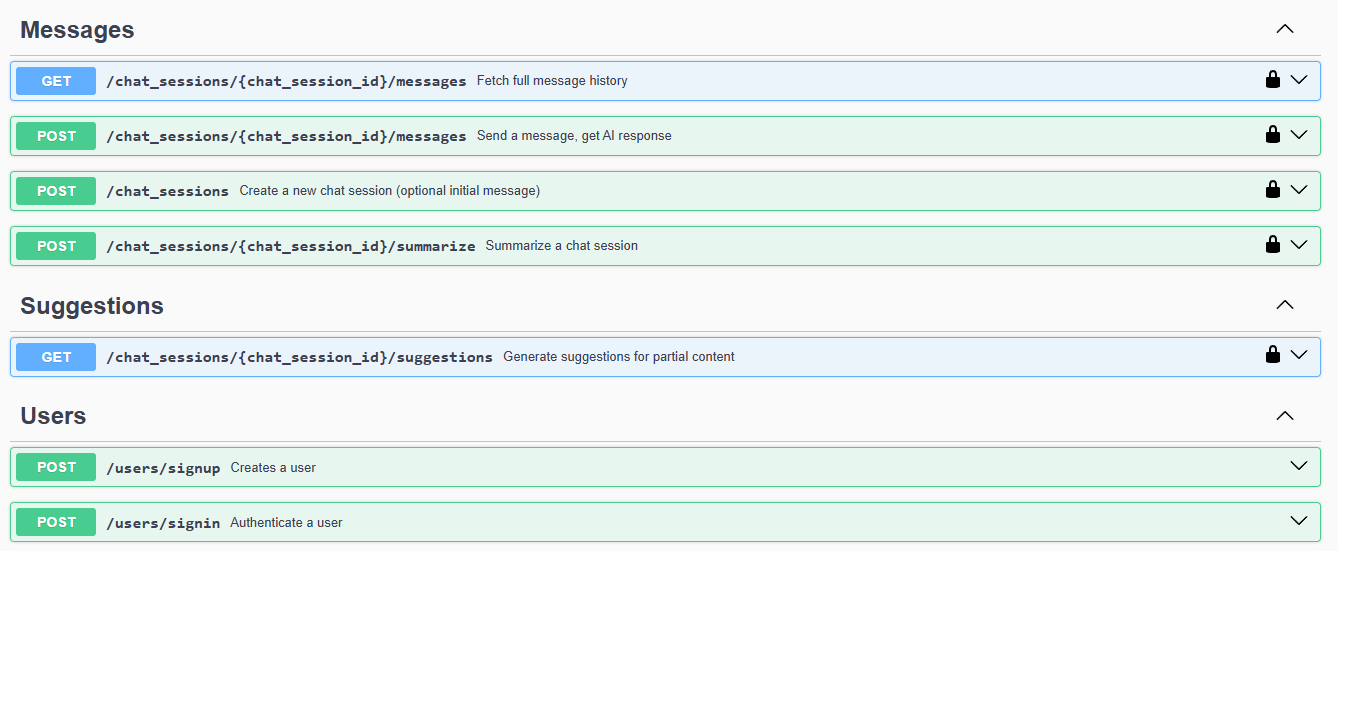 Messages
GET /chat_sessions/{chat_session_id}/messages Fetch full message history
POST /chat_sessions/{chat_session_id}/messages Send a message, get AI response
POST /chat_sessions Create a new chat session (optional initial message)
POST /chat_sessions/{chat_session_id}/summarize Summarize a chat session
Suggestions
GET /chat_sessions/{chat_session_id}/suggestions Generate suggestions for partial content
Users
POST /users/signup Creates a user
POST /users/signin Authenticate a user